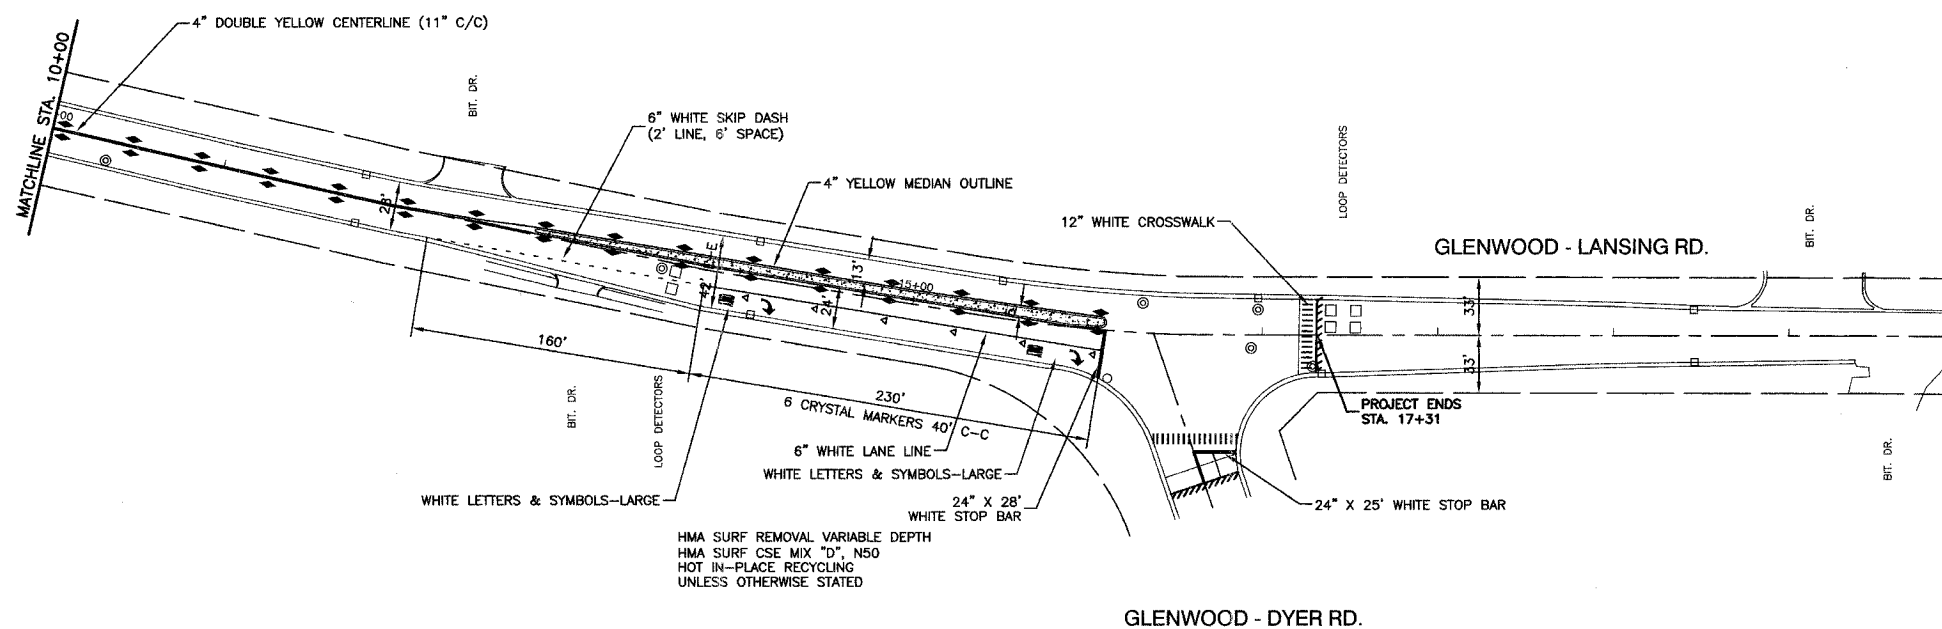 4" DOUBLE YELLOW CENTERLINE (11" C/C)
MATCHLINE STA. 10+00
BIT. DR.
6" WHITE SKIP DASH
(2' LINE, 6' SPACE)
4" YELLOW MEDIAN OUTLINE
28'
E-E
42'
13'
24'
15+00
12" WHITE CROSSWALK
LOOP DETECTORS
GLENWOOD - LANSING RD.
BIT. DR.
33'
33'
160'
230'
6 CRYSTAL MARKERS 40' C-C
BIT. DR.
LOOP DETECTORS
6" WHITE LANE LINE
WHITE LETTERS & SYMBOLS-LARGE
WHITE LETTERS & SYMBOLS-LARGE
24" X 28'
WHITE STOP BAR
PROJECT ENDS
STA. 17+31
24" X 25' WHITE STOP BAR
BIT. DR.
HMA SURF REMOVAL VARIABLE DEPTH
HMA SURF CSE MIX "D", N50
HOT IN-PLACE RECYCLING
UNLESS OTHERWISE STATED
GLENWOOD - DYER RD.